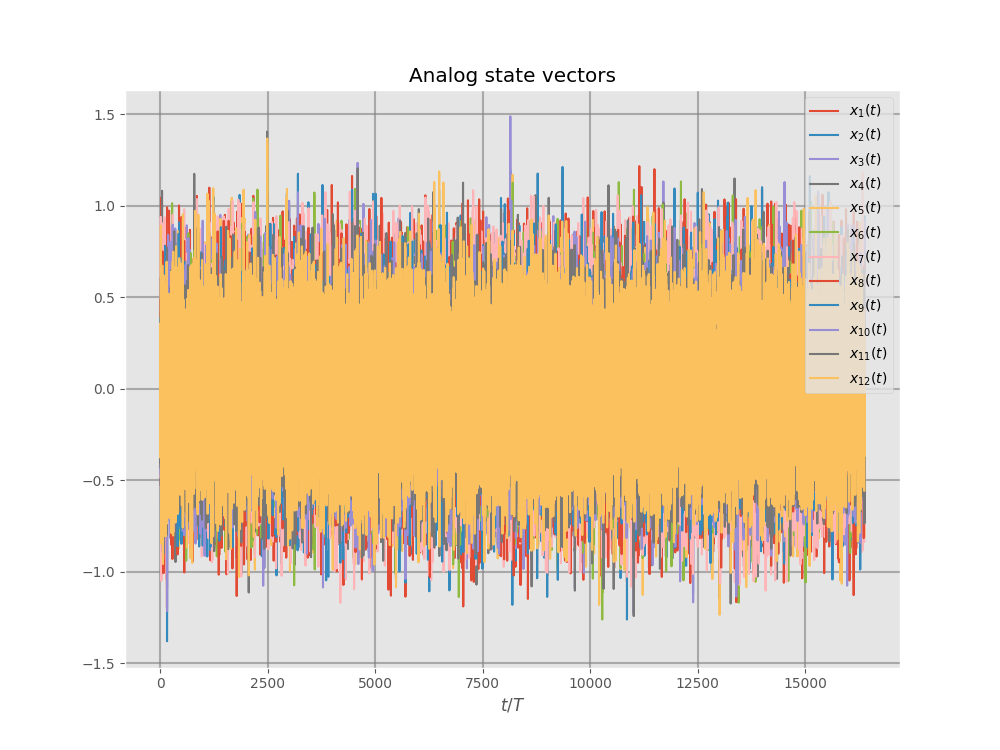 Analog state vectors
1.5
1.0
0.5
0.0
−0.5
−1.0
−1.5
0 2500 5000 7500 10000 12500 15000
t/T
x₁(t)
x₂(t)
x₃(t)
x₄(t)
x₅(t)
x₆(t)
x₇(t)
x₈(t)
x₉(t)
x₁₀(t)
x₁₁(t)
x₁₂(t)